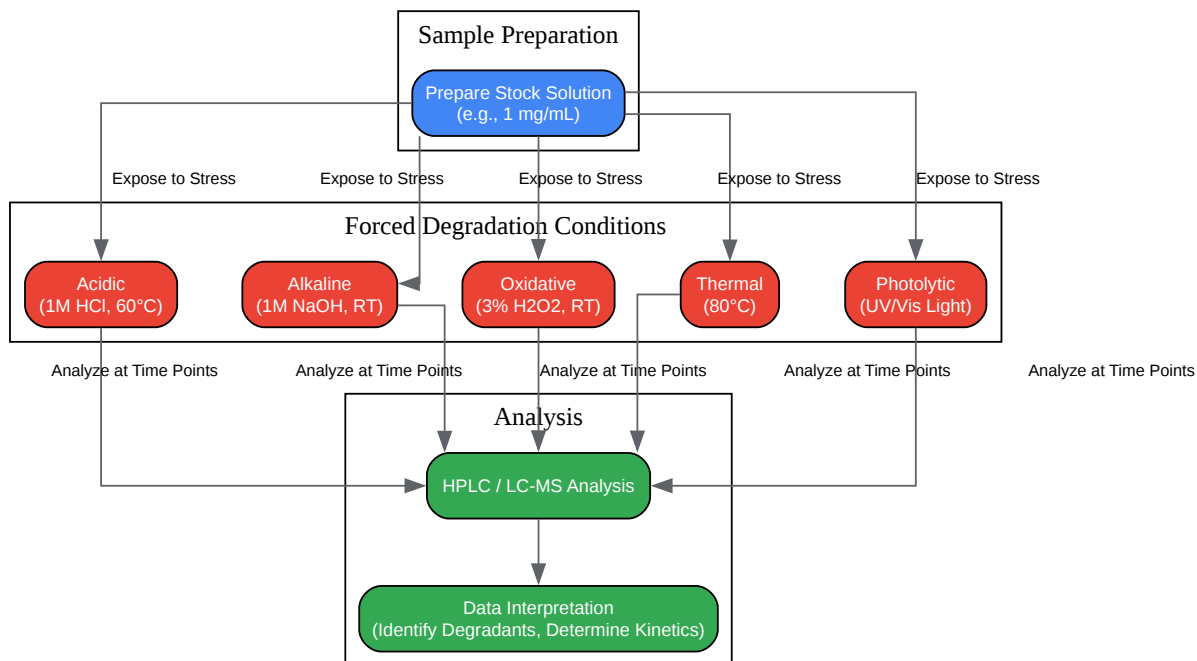 Sample Preparation
Prepare Stock Solution
(e.g., 1 mg/mL)
Expose to Stress
Expose to Stress
Expose to Stress
Expose to Stress
Expose to Stress
Forced Degradation Conditions
Acidic
(1M HCl, 60°C)
Alkaline
(1M NaOH, RT)
Oxidative
(3% H2O2, RT)
Thermal
(80°C)
Photolytic
(UV/Vis Light)
Analyze at Time Points
Analyze at Time Points
Analyze at Time Points
Analyze at Time Points
Analyze at Time Points
Analysis
HPLC / LC-MS Analysis
Data Interpretation
(Identify Degradants, Determine Kinetics)